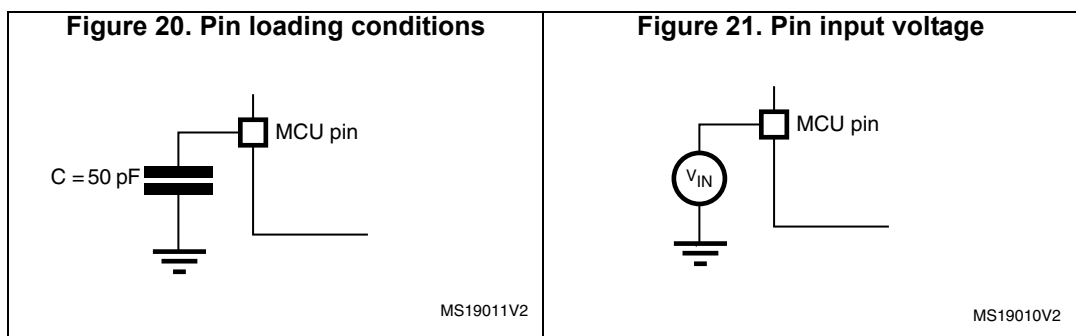 Figure 20. Pin loading conditions
MCU pin
C = 50 pF
MS19011V2
Figure 21. Pin input voltage
MCU pin
VIN
MS19010V2